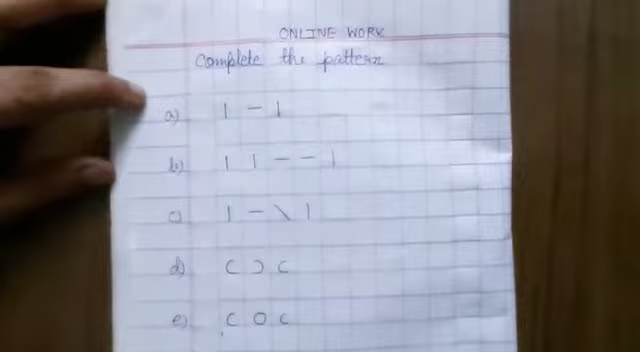 ONLINE WORK
Complete the pattern
a) | — |
b) | | — — |
c) | — \ |
d) C Ɔ C
e) C O C